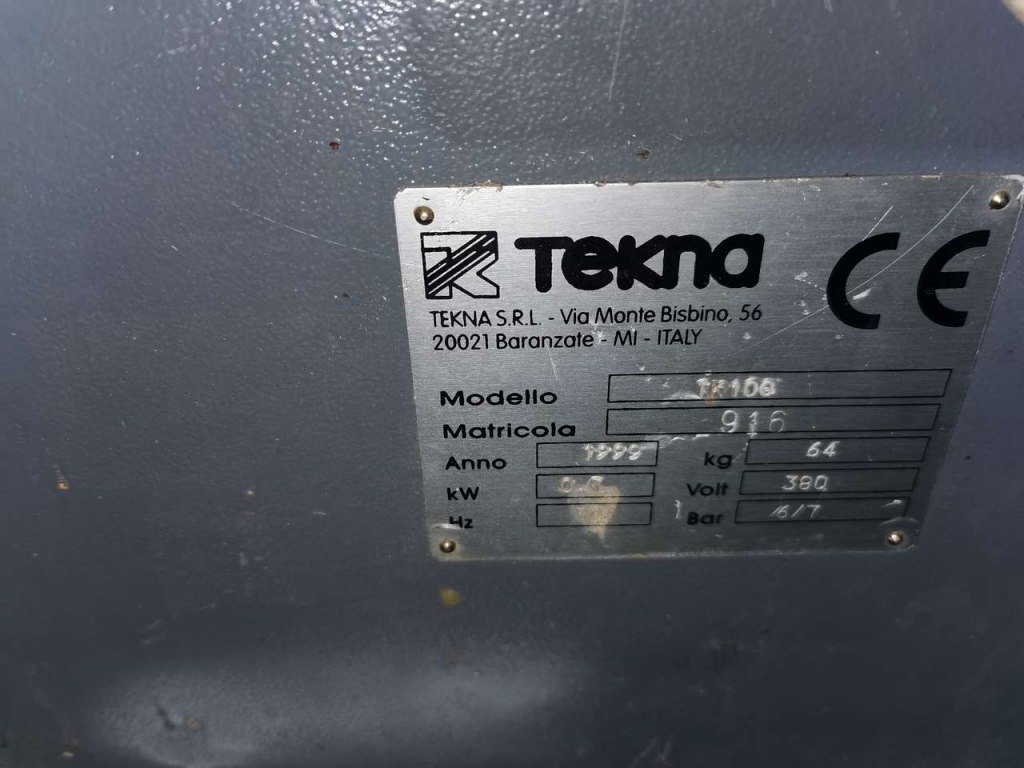 Tekna
CE
TEKNA S.R.L. - Via Monte Bisbino, 56
20021 Baranzate - MI - ITALY
Modello
Matricola 916
Anno 1999 kg 64
kW Volt 380
Hz Bar 6/7